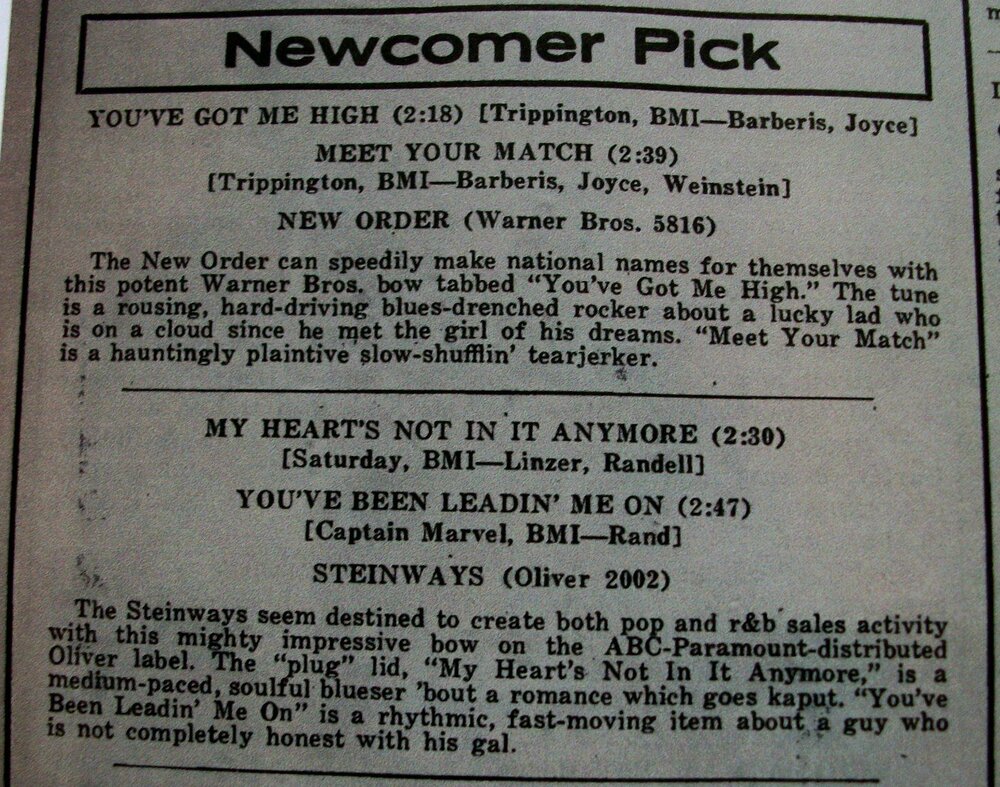 Newcomer Pick
YOU'VE GOT ME HIGH (2:18) [Trippington, BMI—Barberis, Joyce]
MEET YOUR MATCH (2:39)
[Trippington, BMI—Barberis, Joyce, Weinstein]
NEW ORDER (Warner Bros. 5816)
The New Order can speedily make national names for themselves with
this potent Warner Bros. bow tabbed "You've Got Me High." The tune
is a rousing, hard-driving blues-drenched rocker about a lucky lad who
is on a cloud since he met the girl of his dreams. "Meet Your Match"
is a hauntingly plaintive slow-shufflin' tearjerker.
MY HEART'S NOT IN IT ANYMORE (2:30)
[Saturday, BMI—Linzer, Randell]
YOU'VE BEEN LEADIN' ME ON (2:47)
[Captain Marvel, BMI—Rand]
STEINWAYS (Oliver 2002)
The Steinways seem destined to create both pop and r&b sales activity
with this mighty impressive bow on the ABC-Paramount-distributed
Oliver label. The "plug" lid, "My Heart's Not In It Anymore," is a
medium-paced, soulful blueser 'bout a romance which goes kaput. "You've
Been Leadin' Me On" is a rhythmic, fast-moving item about a guy who
is not completely honest with his gal.